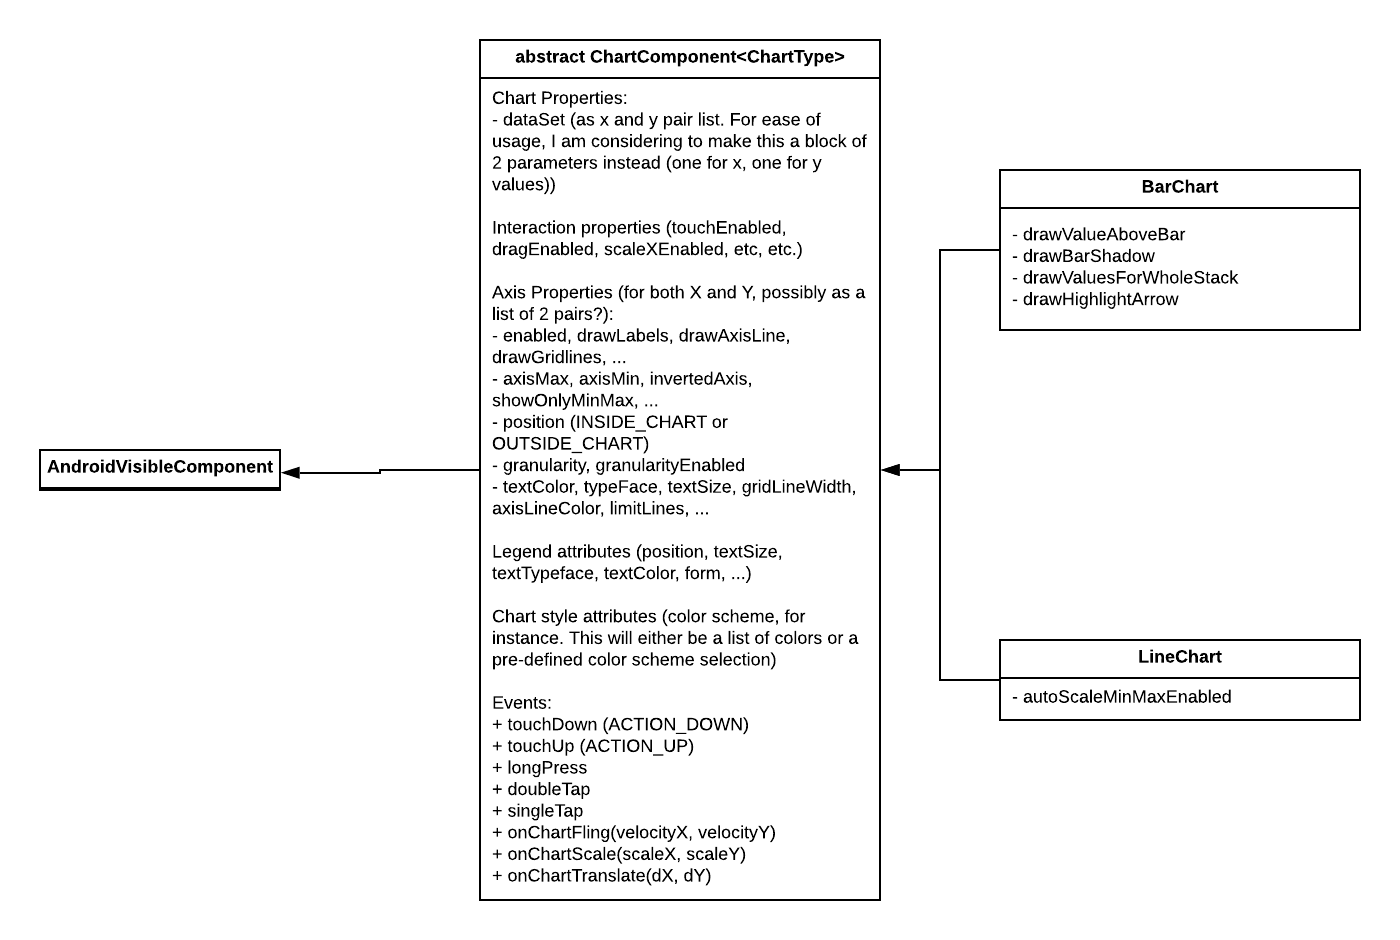 abstract ChartComponent<ChartType>
Chart Properties:
- dataSet (as x and y pair list. For ease of
usage, I am considering to make this a block of
2 parameters instead (one for x, one for y
values))
Interaction properties (touchEnabled,
dragEnabled, scaleXEnabled, etc, etc.)
Axis Properties (for both X and Y, possibly as a
list of 2 pairs?):
- enabled, drawLabels, drawAxisLine,
drawGridlines, ...
- axisMax, axisMin, invertedAxis,
showOnlyMinMax, ...
- position (INSIDE_CHART or
OUTSIDE_CHART)
- granularity, granularityEnabled
- textColor, typeFace, textSize, gridLineWidth,
axisLineColor, limitLines, ...
Legend attributes (position, textSize,
textTypeface, textColor, form, ...)
Chart style attributes (color scheme, for
instance. This will either be a list of colors or a
pre-defined color scheme selection)
Events:
+ touchDown (ACTION_DOWN)
+ touchUp (ACTION_UP)
+ longPress
+ doubleTap
+ singleTap
+ onChartFling(velocityX, velocityY)
+ onChartScale(scaleX, scaleY)
+ onChartTranslate(dX, dY)
AndroidVisibleComponent
BarChart
- drawValueAboveBar
- drawBarShadow
- drawValuesForWholeStack
- drawHighlightArrow
LineChart
- autoScaleMinMaxEnabled